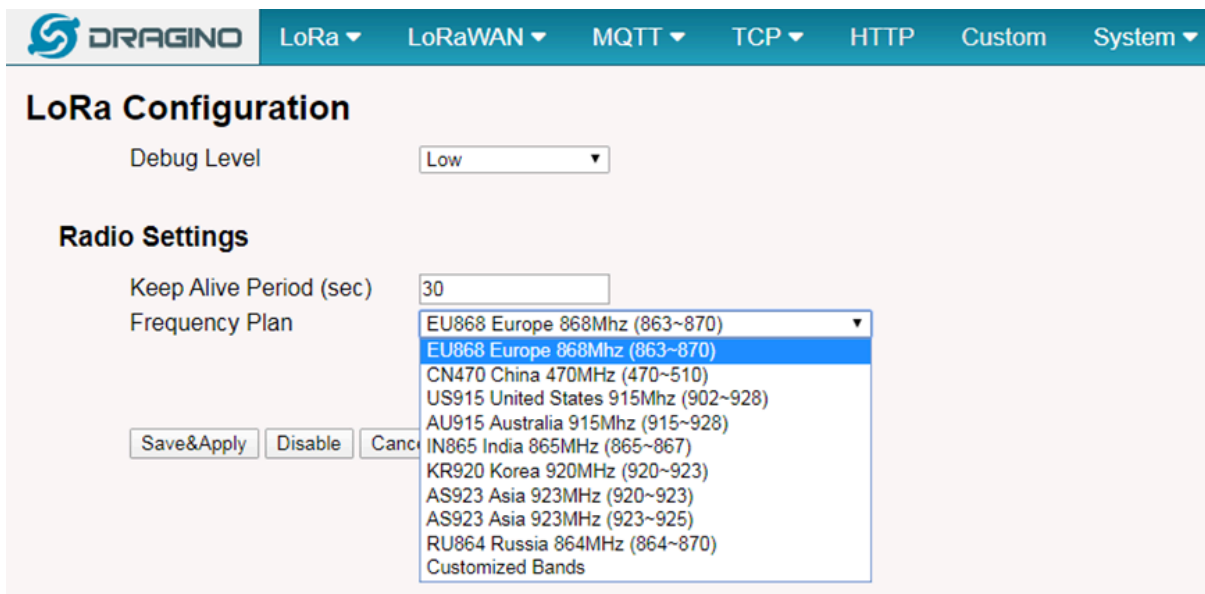 DRAGINO LoRa LoRaWAN MQTT TCP HTTP Custom System
LoRa Configuration
Debug Level Low
Radio Settings
Keep Alive Period (sec) 30
Frequency Plan EU868 Europe 868Mhz (863~870)
EU868 Europe 868Mhz (863~870)
CN470 China 470MHz (470~510)
US915 United States 915Mhz (902~928)
AU915 Australia 915Mhz (915~928)
Save&Apply Disable Canc IN865 India 865MHz (865~867)
KR920 Korea 920MHz (920~923)
AS923 Asia 923MHz (920~923)
AS923 Asia 923MHz (923~925)
RU864 Russia 864MHz (864~870)
Customized Bands